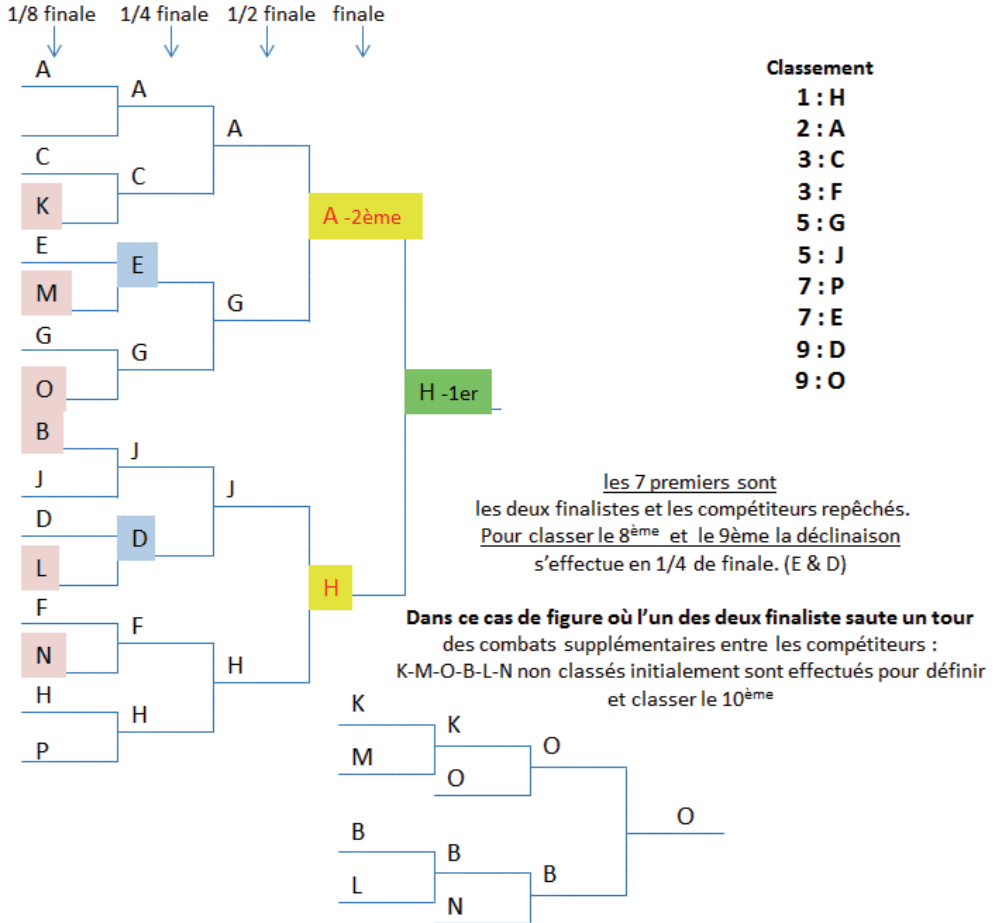 1/8 finale 1/4 finale 1/2 finale finale
A
A
A
C
C
K
A -2ème
E
E
M
G
G
G
O
H -1er
B
J
J
J
D
D
L
H
F
F
N
H
H
H
P
Classement
1 : H
2 : A
3 : C
3 : F
5 : G
5 : J
7 : P
7 : E
9 : D
9 : O
les 7 premiers sont
les deux finalistes et les compétiteurs repêchés.
Pour classer le 8ème et le 9ème la déclinaison
s’effectue en 1/4 de finale. (E & D)
Dans ce cas de figure où l’un des deux finaliste saute un tour
des combats supplémentaires entre les compétiteurs :
K-M-O-B-L-N non classés initialement sont effectués pour définir
et classer le 10ème
K
K
M
O
O
O
B
B
L
B
N